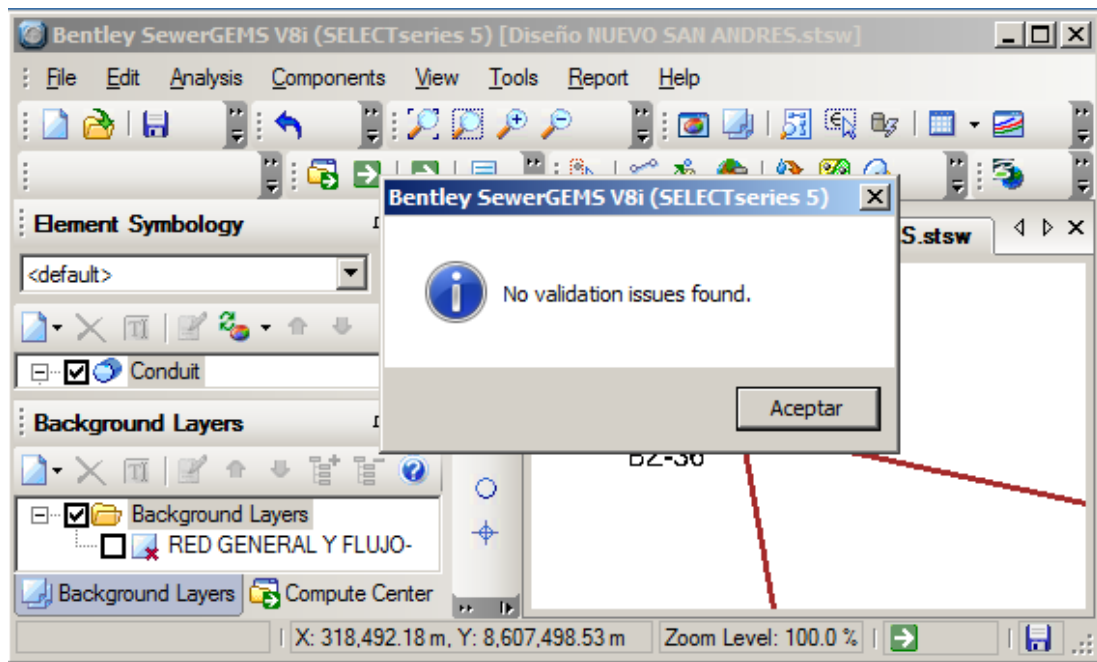 Bentley SewerGEMS V8i (SELECTseries 5) [Diseño NUEVO SAN ANDRES.stsw]
File Edit Analysis Components View Tools Report Help
Bentley SewerGEMS V8i (SELECTseries 5)
Element Symbology
S.stsw
<default>
No validation issues found.
Conduit
Aceptar
Background Layers
BZ-36
Background Layers
RED GENERAL Y FLUJO-
Background Layers Compute Center
X: 318,492.18 m, Y: 8,607,498.53 m Zoom Level: 100.0 %